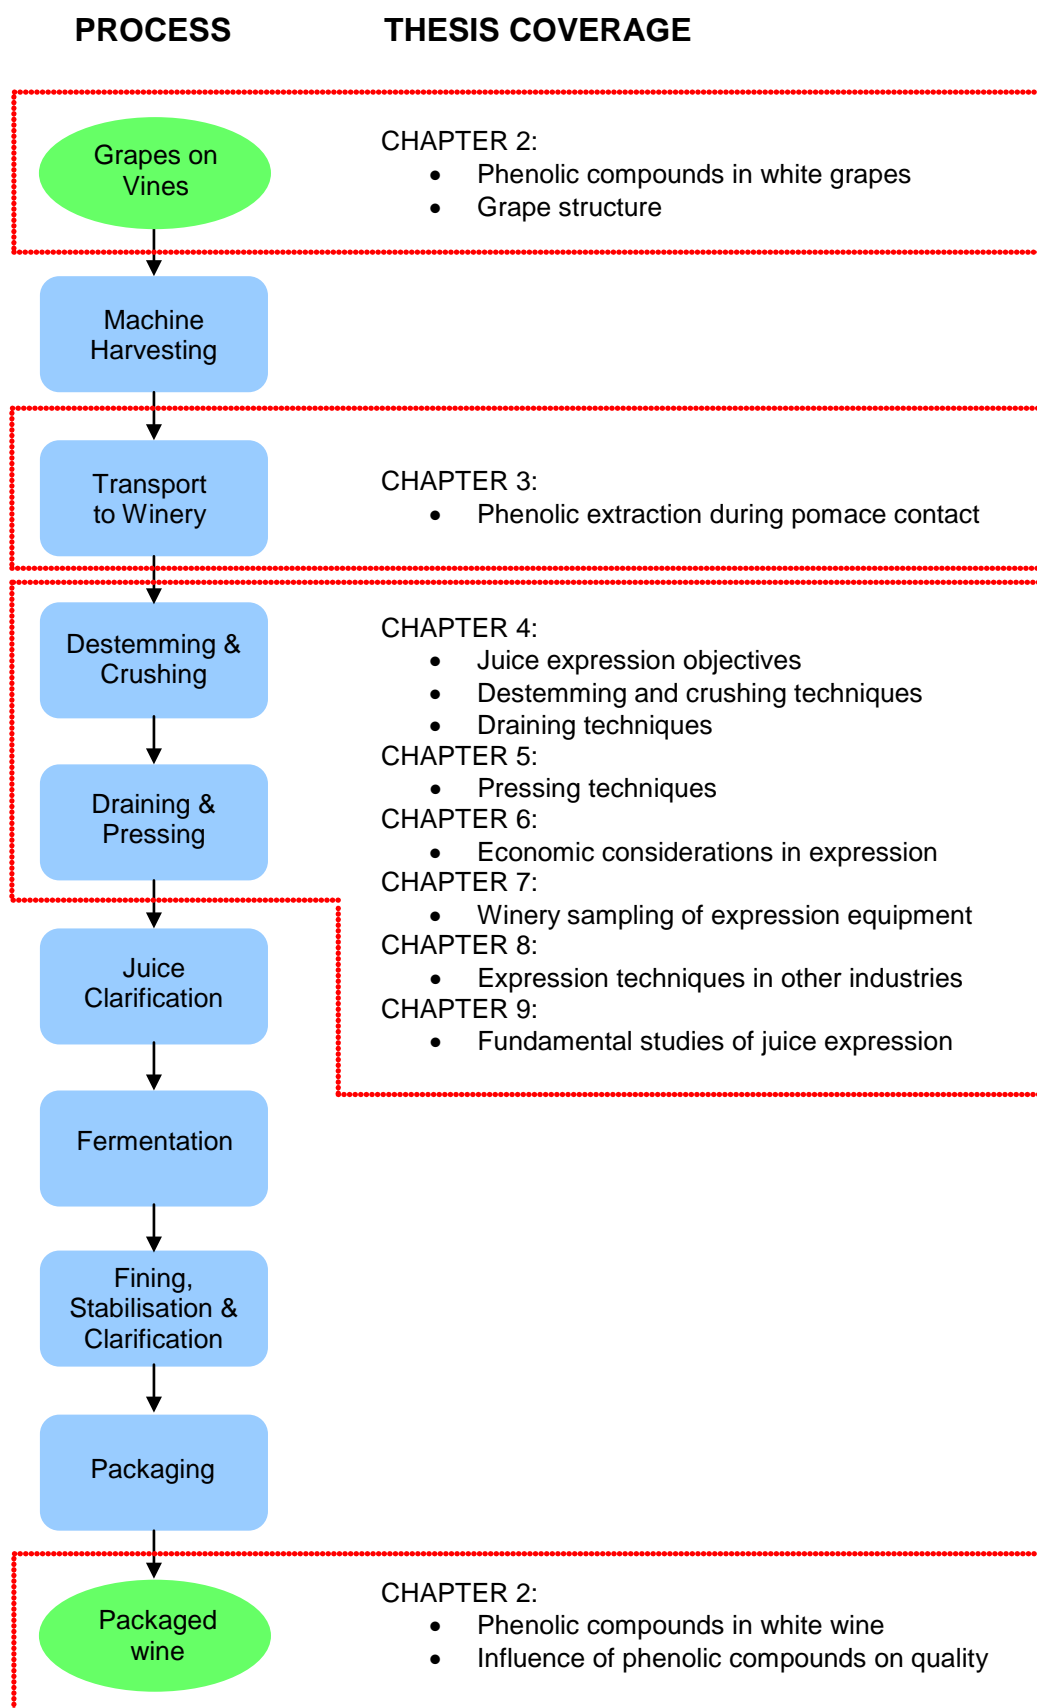 PROCESS THESIS COVERAGE
Grapes on
Vines
CHAPTER 2:
• Phenolic compounds in white grapes
• Grape structure
Machine
Harvesting
Transport
to Winery
CHAPTER 3:
• Phenolic extraction during pomace contact
Destemming &
Crushing
Draining &
Pressing
CHAPTER 4:
• Juice expression objectives
• Destemming and crushing techniques
• Draining techniques
CHAPTER 5:
• Pressing techniques
CHAPTER 6:
• Economic considerations in expression
CHAPTER 7:
• Winery sampling of expression equipment
CHAPTER 8:
• Expression techniques in other industries
CHAPTER 9:
• Fundamental studies of juice expression
Juice
Clarification
Fermentation
Fining,
Stabilisation &
Clarification
Packaging
Packaged
wine
CHAPTER 2:
• Phenolic compounds in white wine
• Influence of phenolic compounds on quality